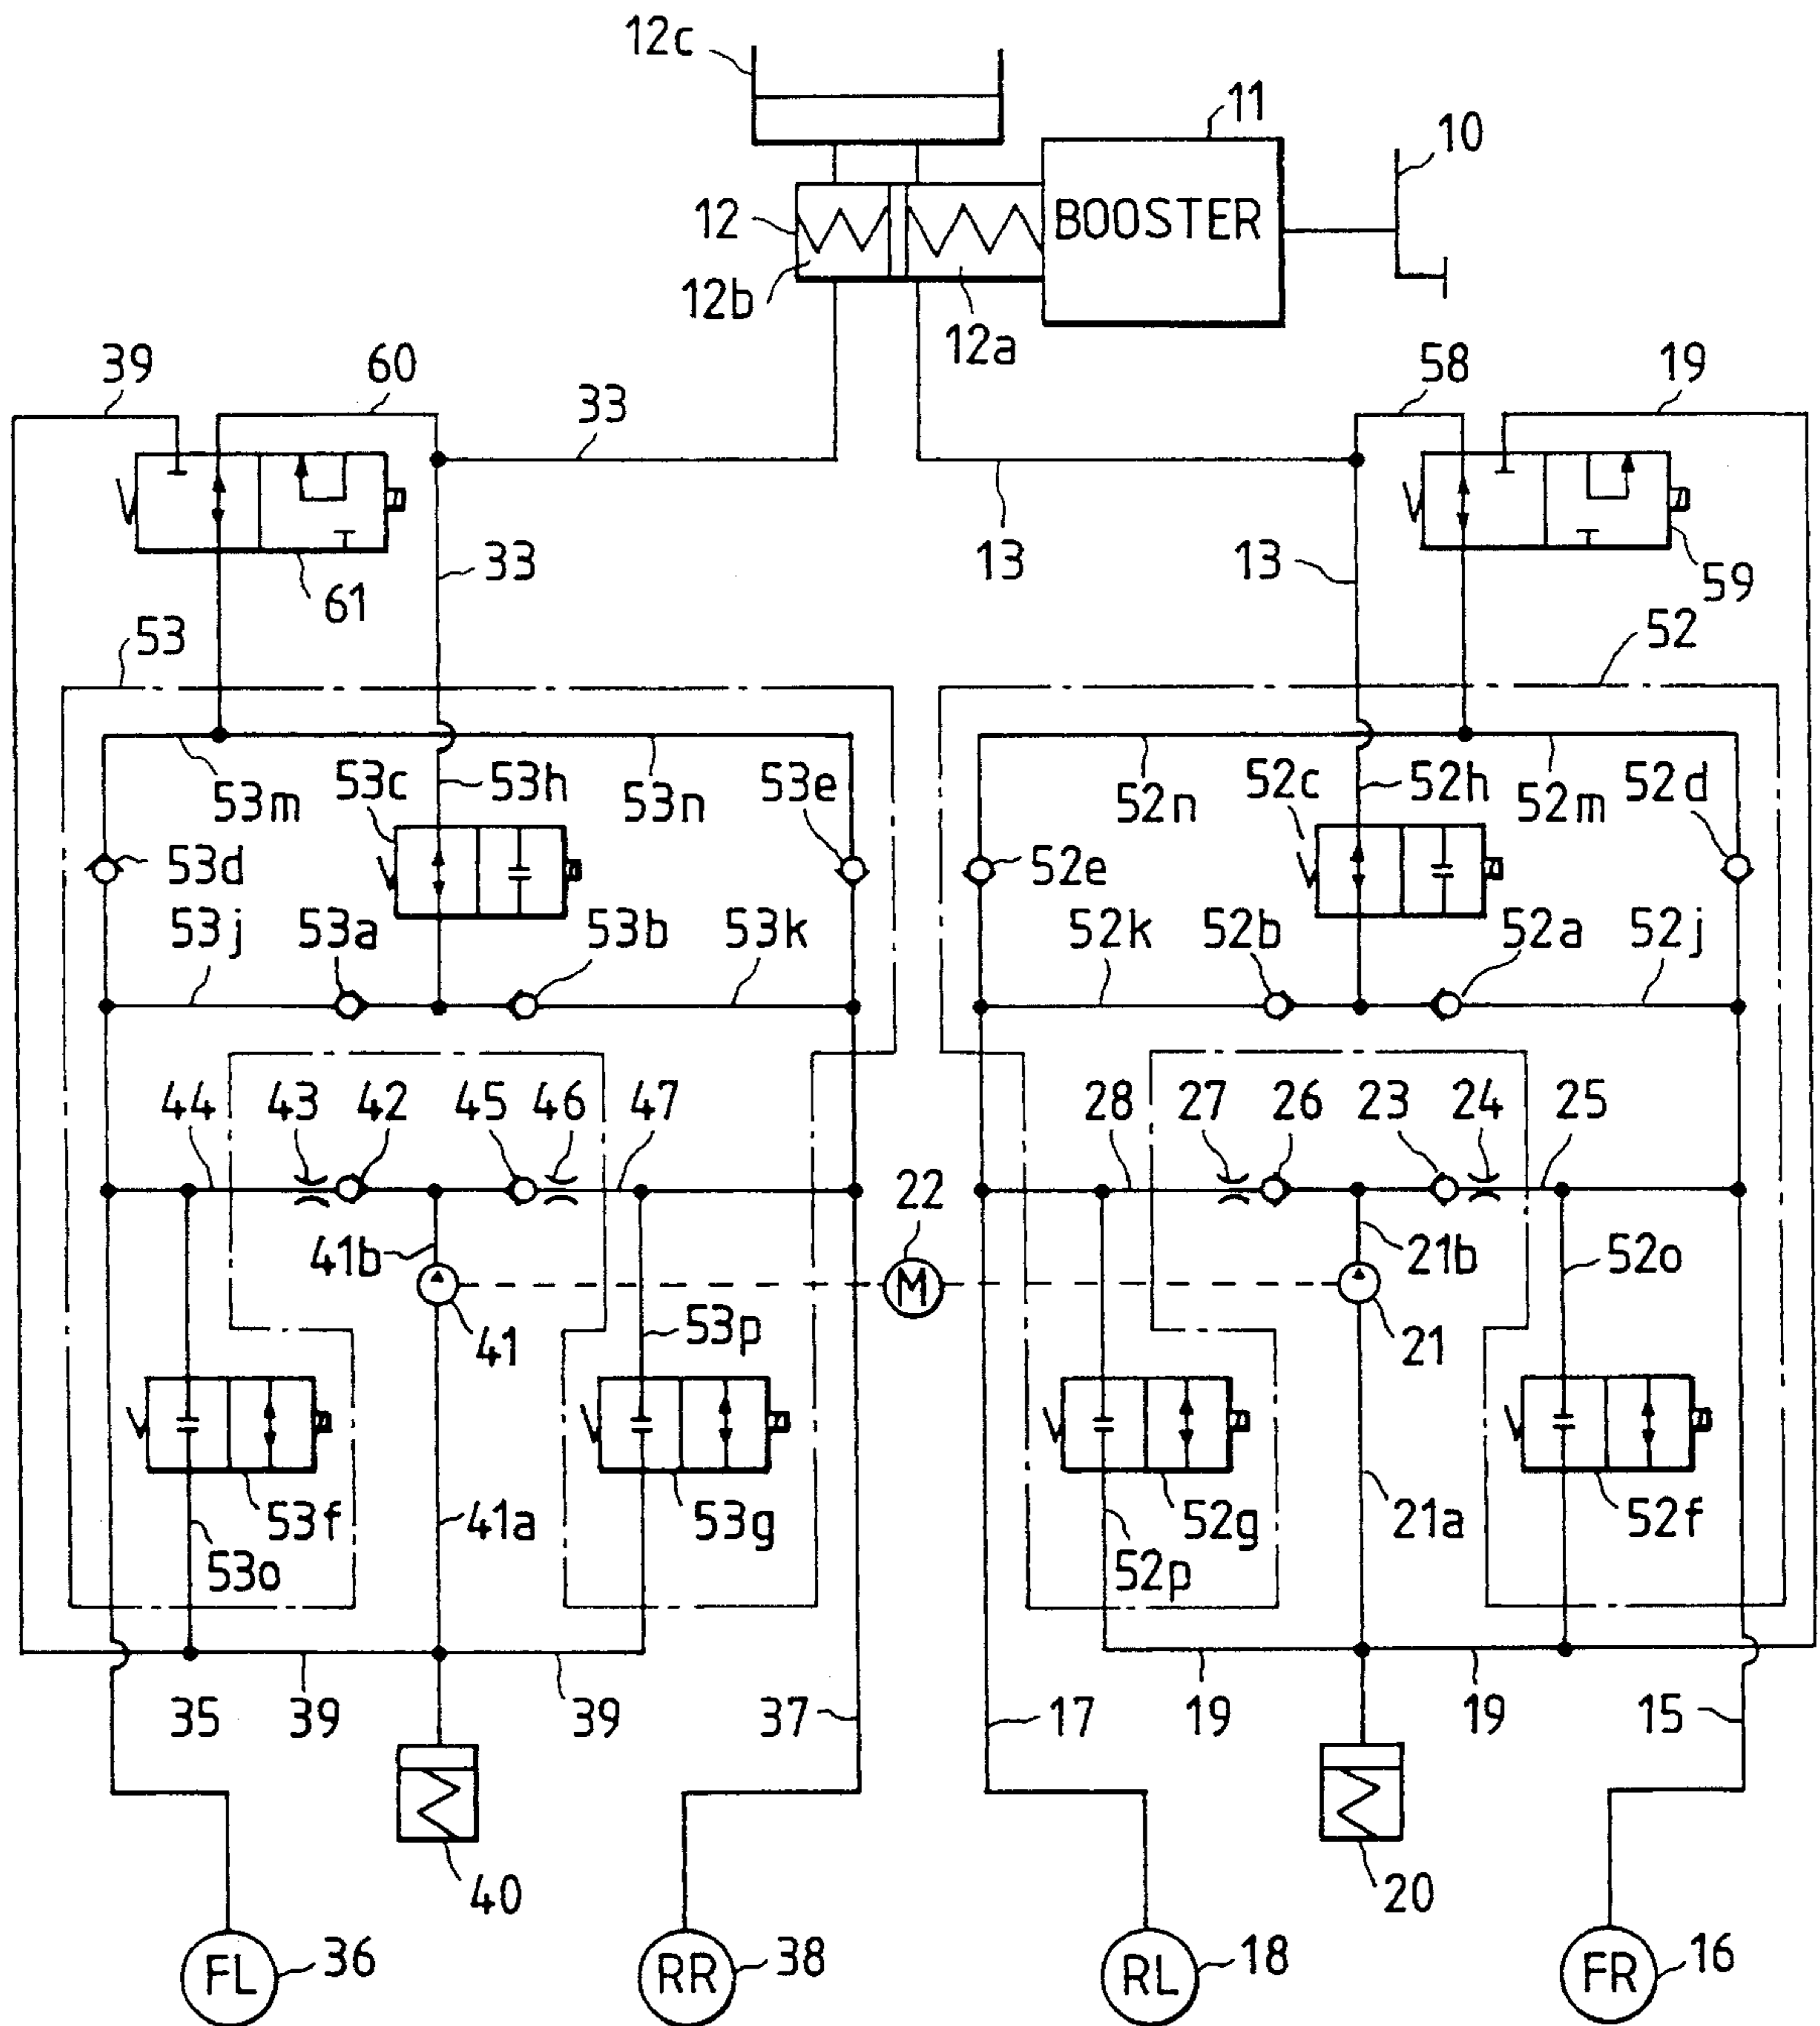 12c
11
10
12
BOOSTER
12b
12a
39
60
33
58
19
61
33
13
13
59
53
52
53m
53c
53h
53n
53e
52n
52c
52h
52m
52d
53d
52e
53j
53a
53b
53k
52k
52b
52a
52j
44
43
42
45
46
47
28
27
26
23
24
25
22
41b
M
21b
52o
41
53p
21
53f
41a
53g
52g
21a
52f
53o
52p
35
39
39
37
17
19
19
15
40
20
FL
36
RR
38
RL
18
FR
16